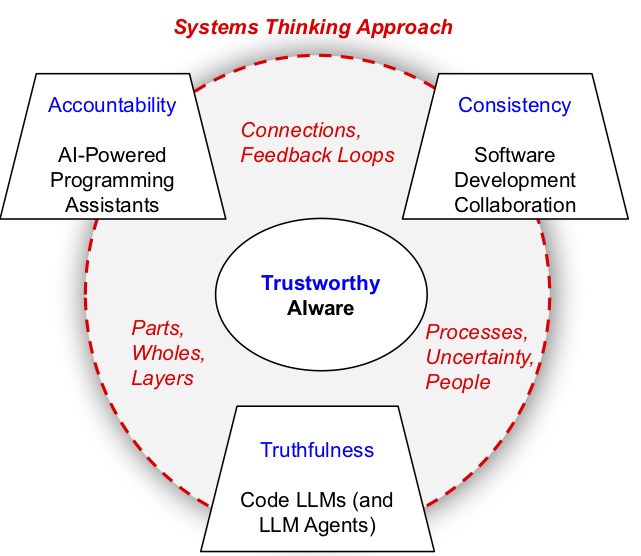 Systems Thinking Approach
Accountability
AI-Powered
Programming
Assistants
Consistency
Software
Development
Collaboration
Connections,
Feedback Loops
Trustworthy
AIware
Parts,
Wholes,
Layers
Processes,
Uncertainty,
People
Truthfulness
Code LLMs (and
LLM Agents)